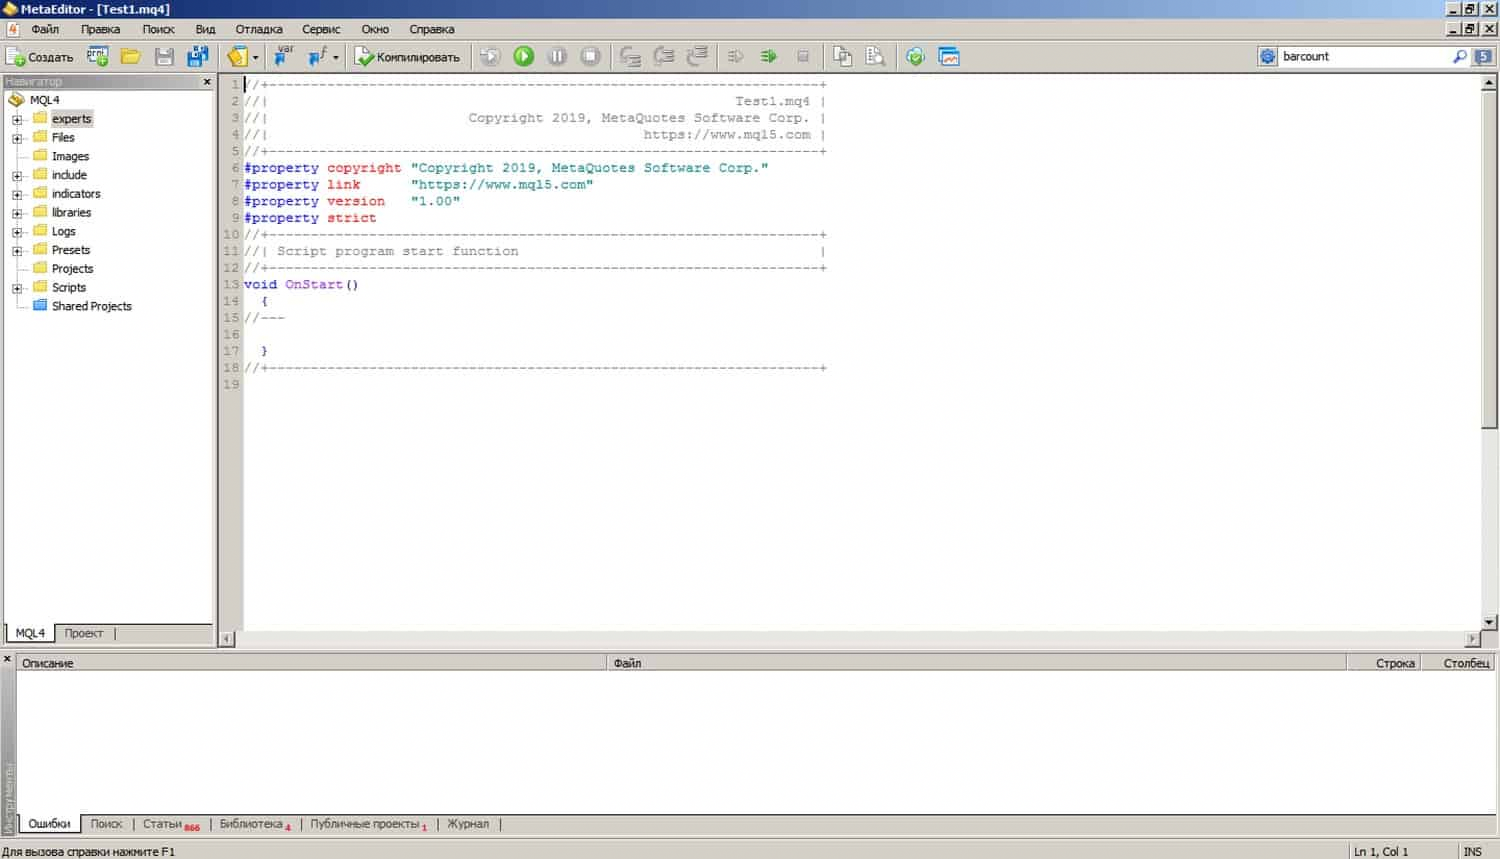 MetaEditor - [Test1.mq4]
Файл Правка Поиск Вид Отладка Сервис Окно Справка
Создать Компилировать barcount
Навигатор
MQL4
experts
Files
Images
include
indicators
libraries
Logs
Presets
Projects
Scripts
Shared Projects
MQL4 Проект
1 //+------------------------------------------------------------------+
2 //| Test1.mq4 |
3 //| Copyright 2019, MetaQuotes Software Corp. |
4 //| https://www.mql5.com |
5 //+------------------------------------------------------------------+
6 #property copyright "Copyright 2019, MetaQuotes Software Corp."
7 #property link "https://www.mql5.com"
8 #property version "1.00"
9 #property strict
10 //+------------------------------------------------------------------+
11 //| Script program start function |
12 //+------------------------------------------------------------------+
13 void OnStart()
14 {
15 //---
16
17 }
18 //+------------------------------------------------------------------+
19
Описание Файл Строка Столбец
Инструменты
Ошибки Поиск Статьи 866 Библиотека 4 Публичные проекты 1 Журнал
Для вызова справки нажмите F1 Ln 1, Col 1 INS